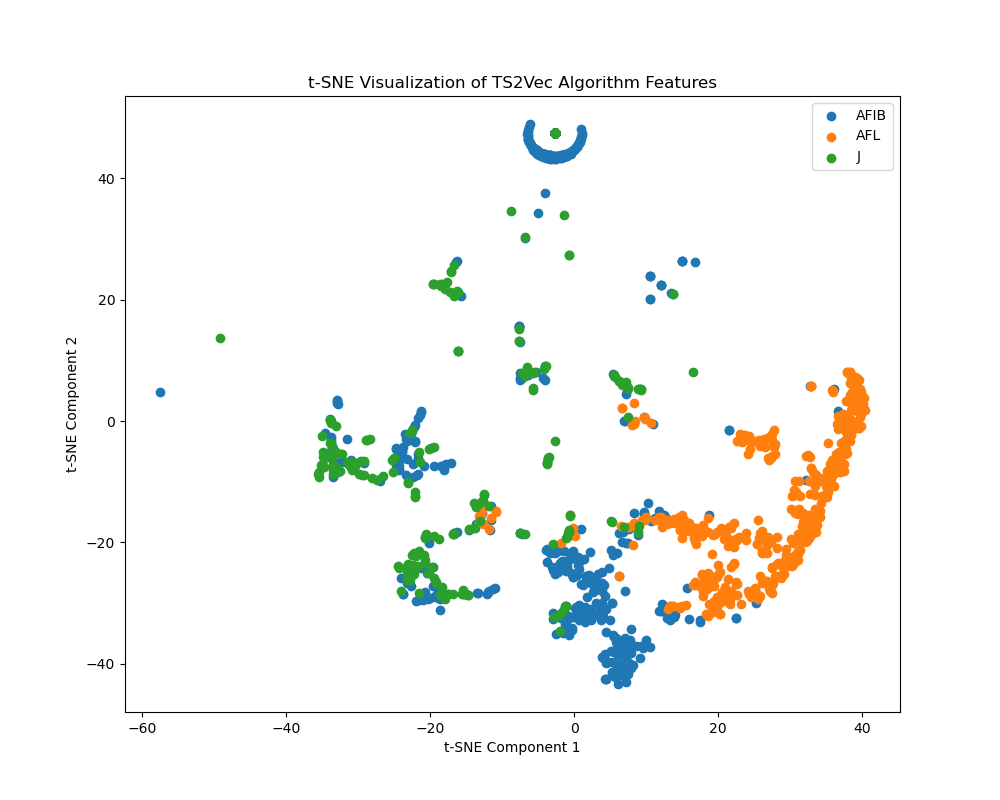 t-SNE Visualization of TS2Vec Algorithm Features
AFIB
AFL
J
40
20
0
−20
−40
t-SNE Component 2
−60
−40
−20
0
20
40
t-SNE Component 1